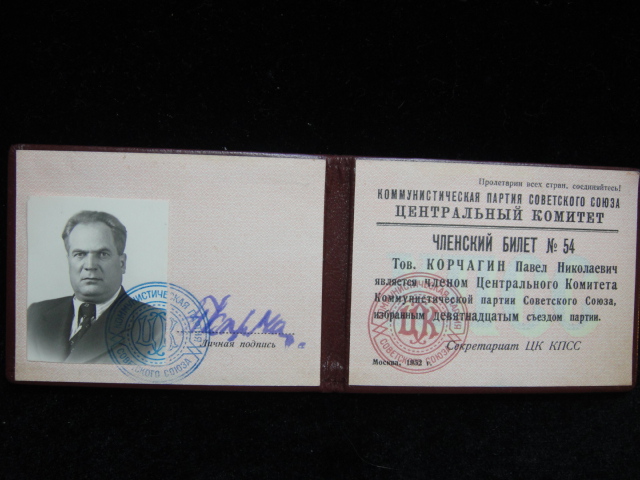 Личная подпись
Пролетарии всех стран, соединяйтесь!
КОММУНИСТИЧЕСКАЯ ПАРТИЯ СОВЕТСКОГО СОЮЗА
ЦЕНТРАЛЬНЫЙ КОМИТЕТ
ЧЛЕНСКИЙ БИЛЕТ № 54
Тов. КОРЧАГИН Павел Николаевич
является членом Центрального Комитета
Коммунистической партии Советского Союза,
избранным девятнадцатым съездом партии.
Секретариат ЦК КПСС
Москва, 1952 г.